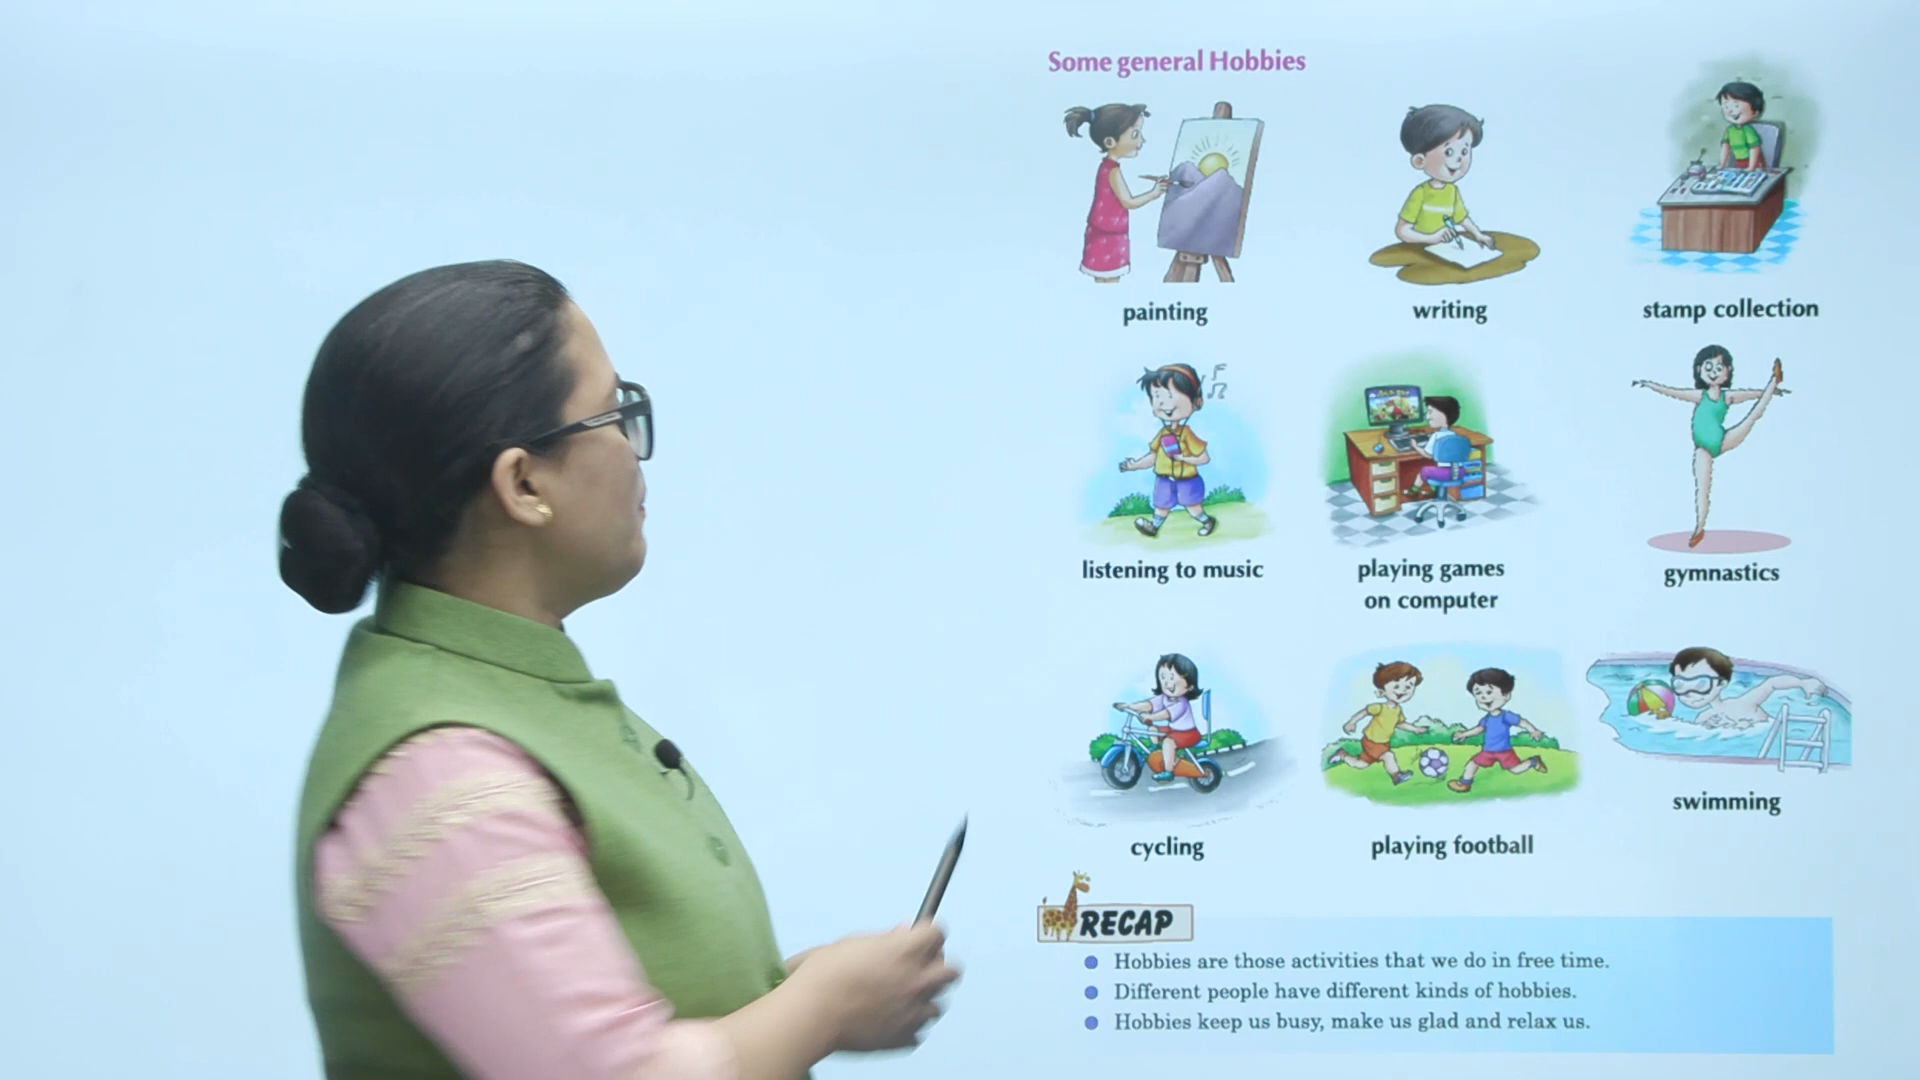 Some general Hobbies
painting
writing
stamp collection
listening to music
playing games
on computer
gymnastics
cycling
playing football
swimming
RECAP
Hobbies are those activities that we do in free time.
Different people have different kinds of hobbies.
Hobbies keep us busy, make us glad and relax us.